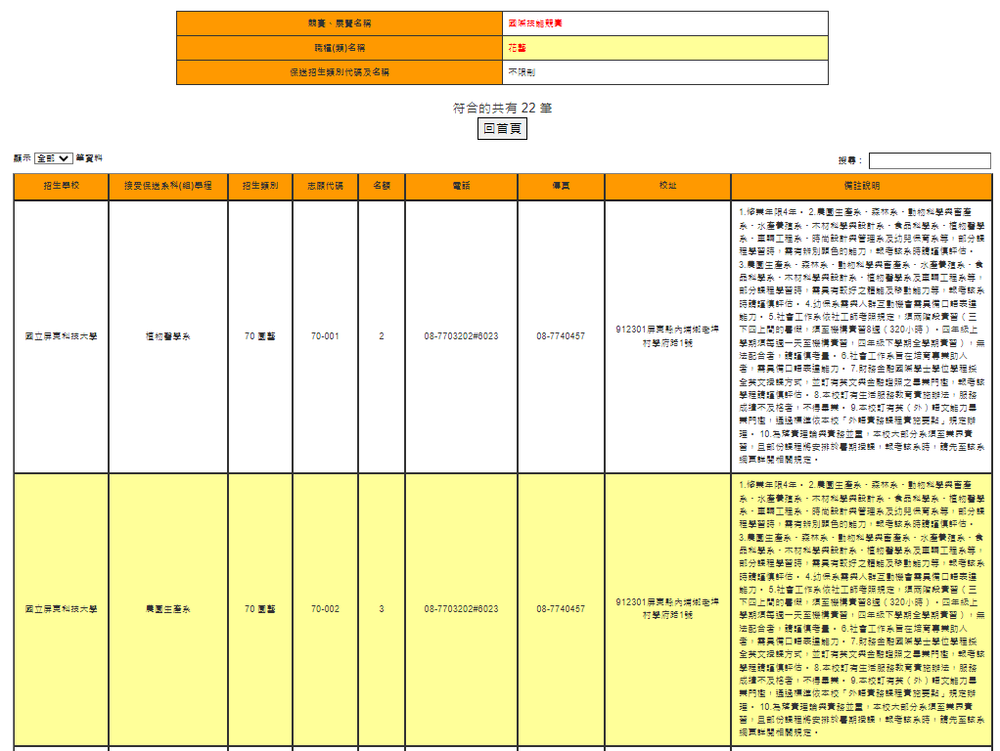 競賽、展覽名稱 國際技能競賽
職種(類)名稱 花藝
保送招生類別代碼及名稱 不限制
符合的共有 22 筆
回首頁
顯示 全部 筆資料 搜尋：
招生學校 接受保送系科(組)學程 招生類別 志願代碼 名額 電話 傳真 校址 備註說明
國立屏東科技大學 植物醫學系 70 園藝 70-001 2 08-7703202#6023 08-7740457
912301屏東縣內埔鄉老埤
村學府路1號
1.修業年限4年。 2.農園生產系、森林系、動物科學與畜產
系、水產養殖系、木材科學與設計系、食品科學系、植物醫學
系、車輛工程系、時尚設計與管理系及幼兒保育系等，部分課
程學習時，需有辨別顏色的能力，報考該系時請謹慎評估。
3.農園生產系、森林系、動物科學與畜產系、水產養殖系、食
品科學系、木材科學與設計系、植物醫學系及車輛工程系等，
部分課程學習時，需具有較好之體能及移動能力等，報考該系
時請謹慎評估。 4.幼保系需與人群互動機會需具備口語表達
能力。 5.社會工作系依社工師考照規定，須兩階段實習（三
下四上間的暑假，須至機構實習8週（320小時）。四年級上
學期須每週一天至機構實習，四年級下學期全學期實習），無
法配合者，請謹慎考量。 6.社會工作系旨在培育專業助人
者，需具備口語表達能力。 7.財務金融國際學士學位學程採
全英文授課方式，並訂有英文與金融證照之畢業門檻，報考該
學程請謹慎評估。 8.本校訂有生活服務教育實施辦法，服務
成績不及格者，不得畢業。 9.本校訂有英（外）語文能力畢
業門檻，通過標準依本校「外語實務課程實施要點」規定辦
理。 10.為落實理論與實務並重，本校大部分系須至業界實
習，且部份課程將安排於暑期授課，報考該系時，請先至該系
網頁詳閱相關規定。
國立屏東科技大學 農園生產系 70 園藝 70-002 3 08-7703202#6023 08-7740457
912301屏東縣內埔鄉老埤
村學府路1號
1.修業年限4年。 2.農園生產系、森林系、動物科學與畜產
系、水產養殖系、木材科學與設計系、食品科學系、植物醫學
系、車輛工程系、時尚設計與管理系及幼兒保育系等，部分課
程學習時，需有辨別顏色的能力，報考該系時請謹慎評估。
3.農園生產系、森林系、動物科學與畜產系、水產養殖系、食
品科學系、木材科學與設計系、植物醫學系及車輛工程系等，
部分課程學習時，需具有較好之體能及移動能力等，報考該系
時請謹慎評估。 4.幼保系需與人群互動機會需具備口語表達
能力。 5.社會工作系依社工師考照規定，須兩階段實習（三
下四上間的暑假，須至機構實習8週（320小時）。四年級上
學期須每週一天至機構實習，四年級下學期全學期實習），無
法配合者，請謹慎考量。 6.社會工作系旨在培育專業助人
者，需具備口語表達能力。 7.財務金融國際學士學位學程採
全英文授課方式，並訂有英文與金融證照之畢業門檻，報考該
學程請謹慎評估。 8.本校訂有生活服務教育實施辦法，服務
成績不及格者，不得畢業。 9.本校訂有英（外）語文能力畢
業門檻，通過標準依本校「外語實務課程實施要點」規定辦
理。 10.為落實理論與實務並重，本校大部分系須至業界實
習，且部份課程將安排於暑期授課，報考該系時，請先至該系
網頁詳閱相關規定。